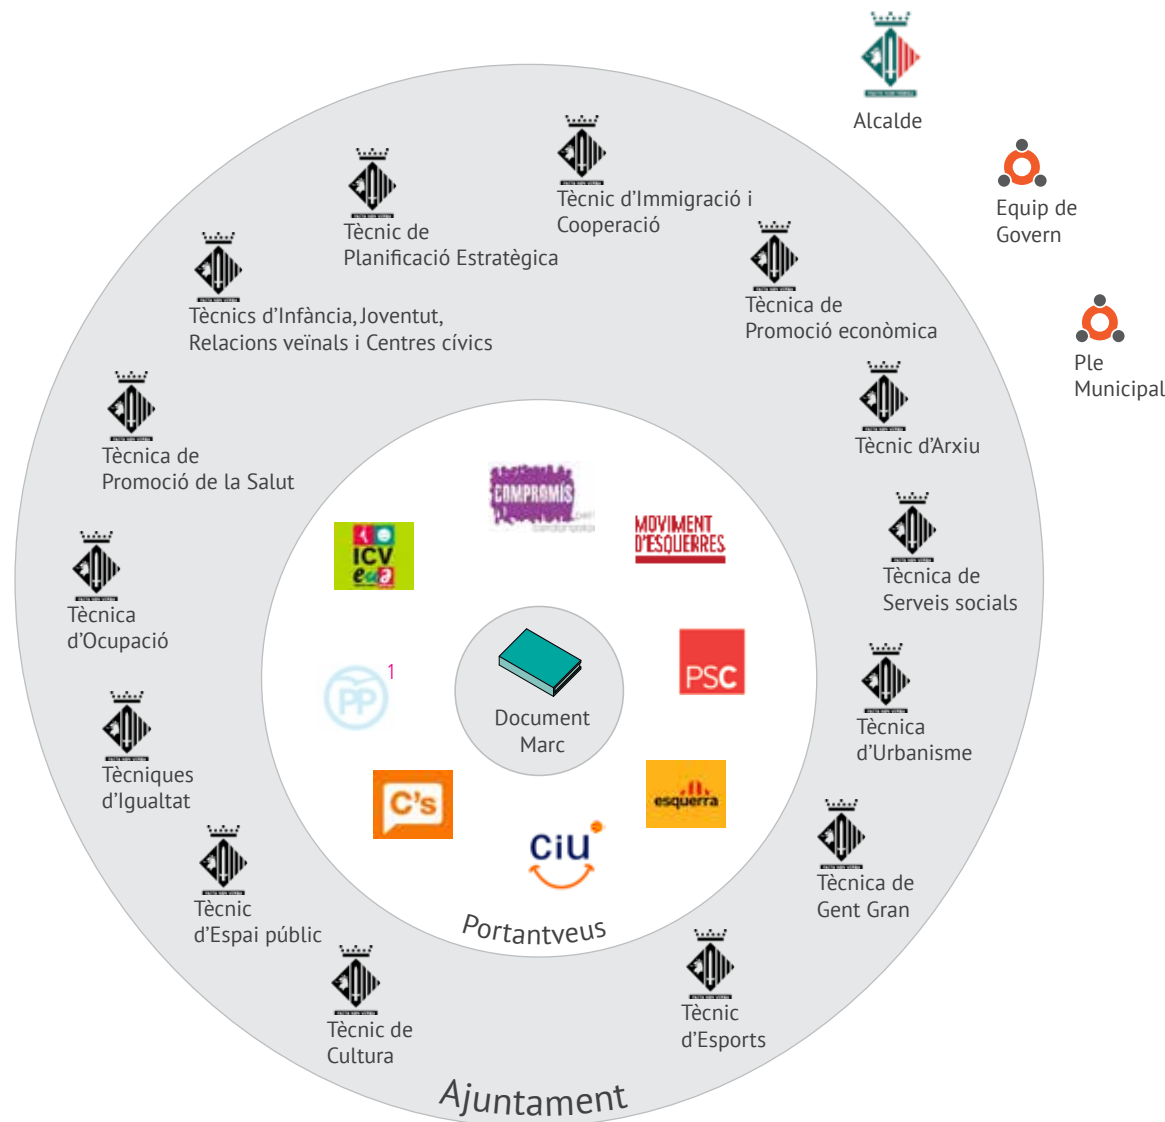 Alcalde
Equip de
Govern
Ple
Municipal
Tècnic d'Immigració i
Cooperació
Tècnic de
Planificació Estratègica
Tècnics d'Infància, Joventut,
Relacions veïnals i Centres cívics
Tècnica de
Promoció econòmica
Tècnic d'Arxiu
Tècnica de
Promoció de la Salut
Tècnica de
Serveis socials
Tècnica
d'Ocupació
Tècnica
d'Urbanisme
Tècniques
d'Igualtat
Tècnica de
Gent Gran
Tècnic
d'Espai públic
Tècnic de
Cultura
Tècnic
d'Esports
COMPROMÍS
MOVIMENT
D'ESQUERRES
ICV
euia
PSC
PP 1
Document
Marc
C's
esquerra
ciU
Portantveus
Ajuntament